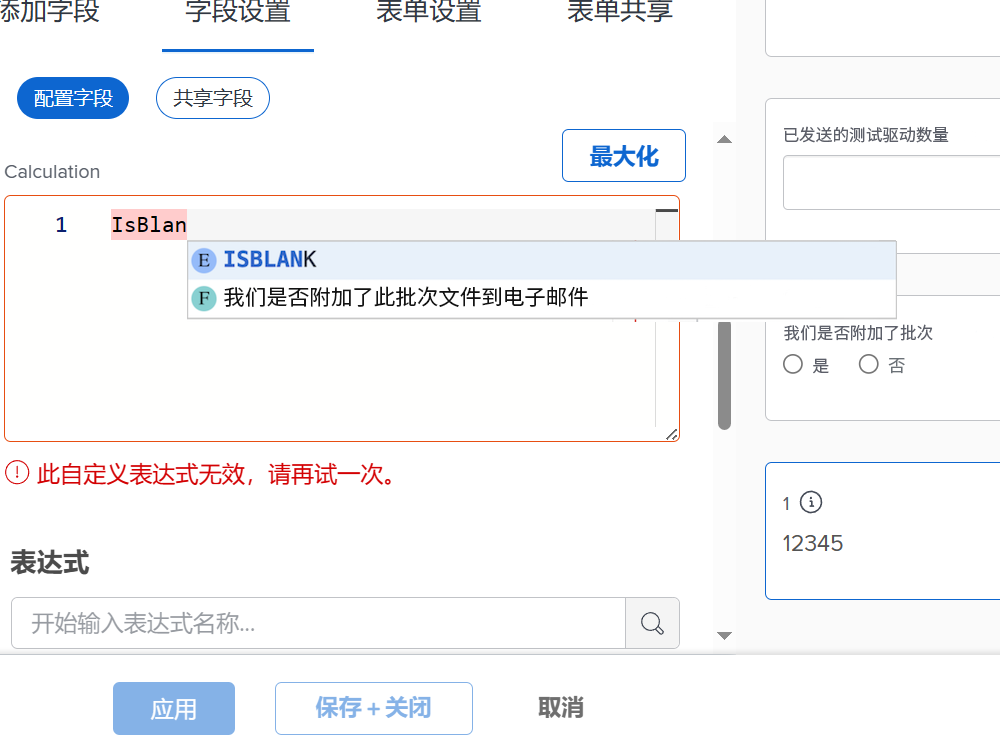 添加字段
字段设置
表单设置
表单共享
配置字段
共享字段
最大化
Calculation
1 IsBlan
E ISBLANK
F 我们是否附加了此批次文件到电子邮件
此自定义表达式无效，请再试一次。
表达式
开始输入表达式名称...
应用
保存 + 关闭
取消
已发送的测试驱动数量
我们是否附加了批次
是
否
1
12345